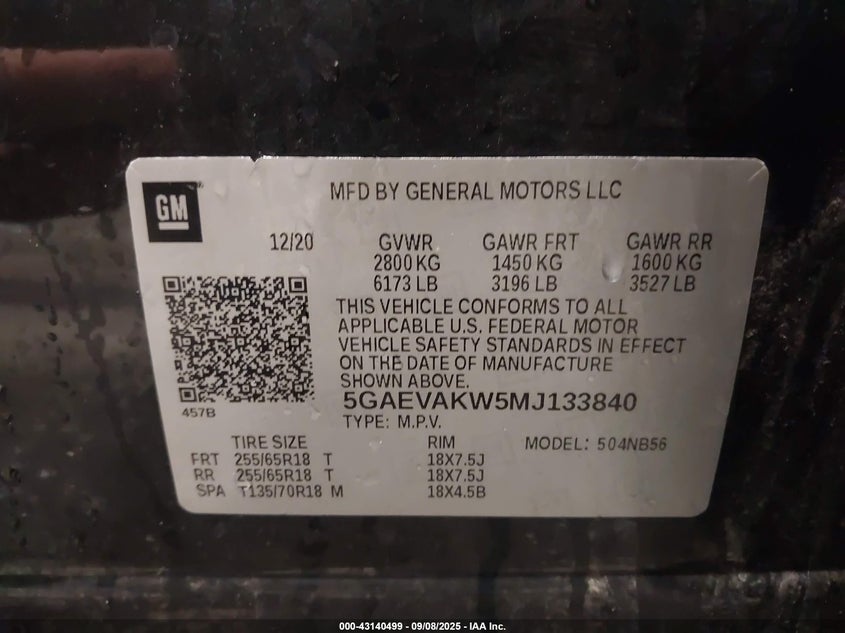 GM
MFD BY GENERAL MOTORS LLC
12/20 GVWR GAWR FRT GAWR RR
2800 KG 1450 KG 1600 KG
6173 LB 3196 LB 3527 LB
THIS VEHICLE CONFORMS TO ALL
APPLICABLE U.S. FEDERAL MOTOR
VEHICLE SAFETY STANDARDS IN EFFECT
ON THE DATE OF MANUFACTURE
SHOWN ABOVE.
457B
5GAEVAKW5MJ133840
TYPE: M.P.V.
TIRE SIZE RIM MODEL: 504NB56
FRT 255/65R18 T 18X7.5J
RR 255/65R18 T 18X7.5J
SPA T135/70R18 M 18X4.5B
000-43140499 - 09/08/2025 - IAA Inc.